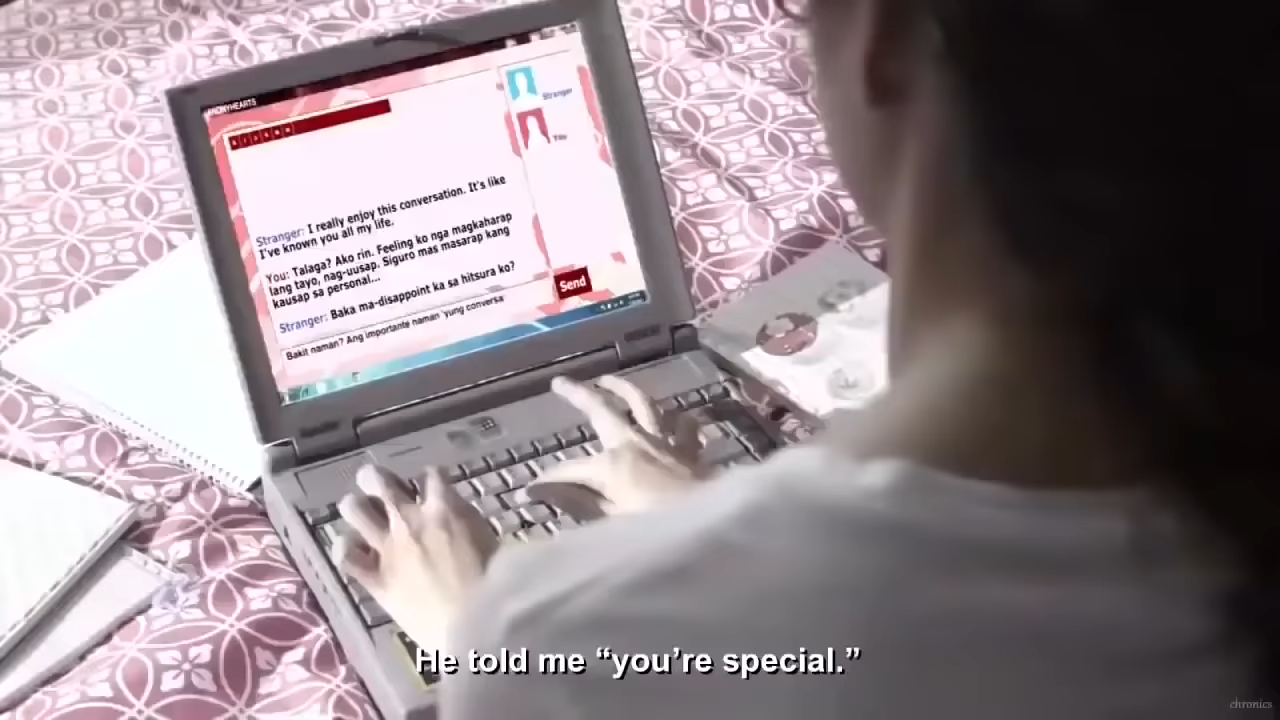 ANONYHEARTS
Stranger
You
Stranger: I really enjoy this conversation. It's like
I've known you all my life.
You: Talaga? Ako rin. Feeling ko nga magkaharap
lang tayo, nag-uusap. Siguro mas masarap kang
kausap sa personal...
Stranger: Baka ma-disappoint ka sa hitsura ko?
Bakit naman? Ang importante naman 'yung conversa
Send
He told me “you’re special.”
chronics